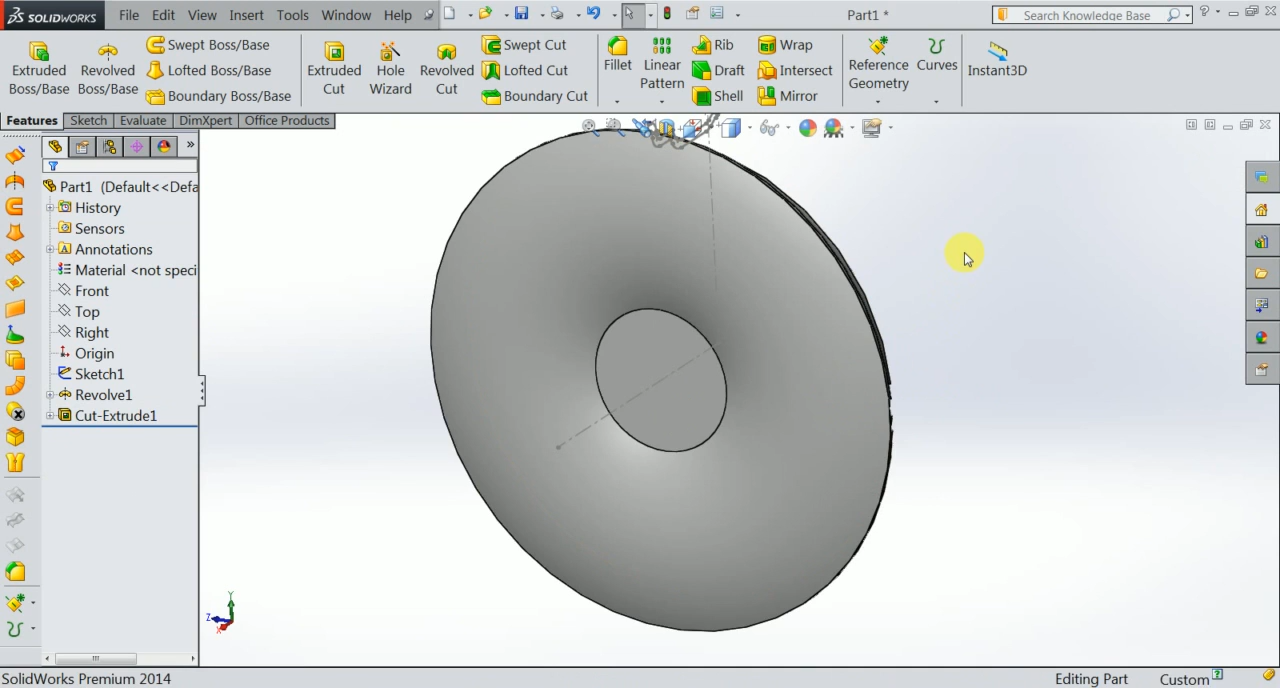 SOLIDWORKS File Edit View Insert Tools Window Help Part1 * Search Knowledge Base ?
Extruded Boss/Base
Revolved Boss/Base
Swept Boss/Base
Lofted Boss/Base
Boundary Boss/Base
Extruded Cut
Hole Wizard
Revolved Cut
Swept Cut
Lofted Cut
Boundary Cut
Fillet
Linear Pattern
Rib
Draft
Shell
Wrap
Intersect
Mirror
Reference Geometry
Curves
Instant3D
Features Sketch Evaluate DimXpert Office Products
Part1 (Default<<Defa
History
Sensors
Annotations
Material <not speci
Front
Top
Right
Origin
Sketch1
Revolve1
Cut-Extrude1
Y
Z
X
SolidWorks Premium 2014 Editing Part Custom